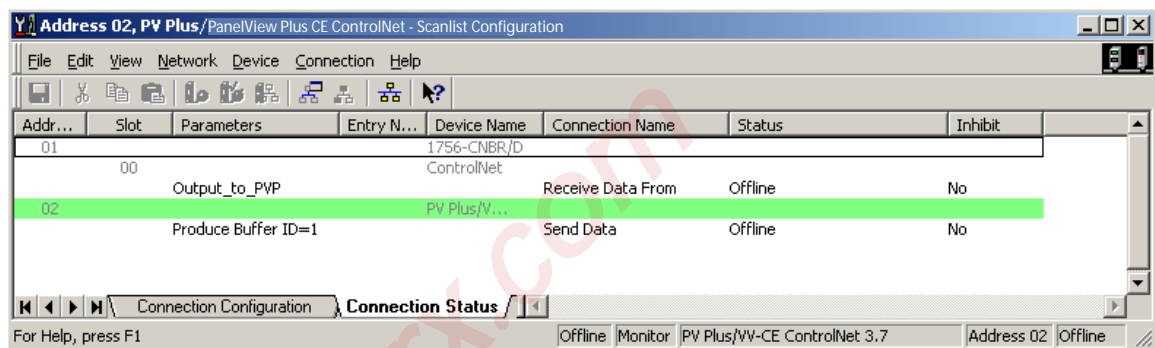 Address 02, PV Plus/PanelView Plus CE ControlNet - Scanlist Configuration
File Edit View Network Device Connection Help
Addr... Slot Parameters Entry N... Device Name Connection Name Status Inhibit
01 1756-CNBR/D
00 ControlNet
Output_to_PVP Receive Data From Offline No
02 PV Plus/V...
Produce Buffer ID=1 Send Data Offline No
Connection Configuration Connection Status
For Help, press F1 Offline Monitor PV Plus/VV-CE ControlNet 3.7 Address 02 Offline
rx.com